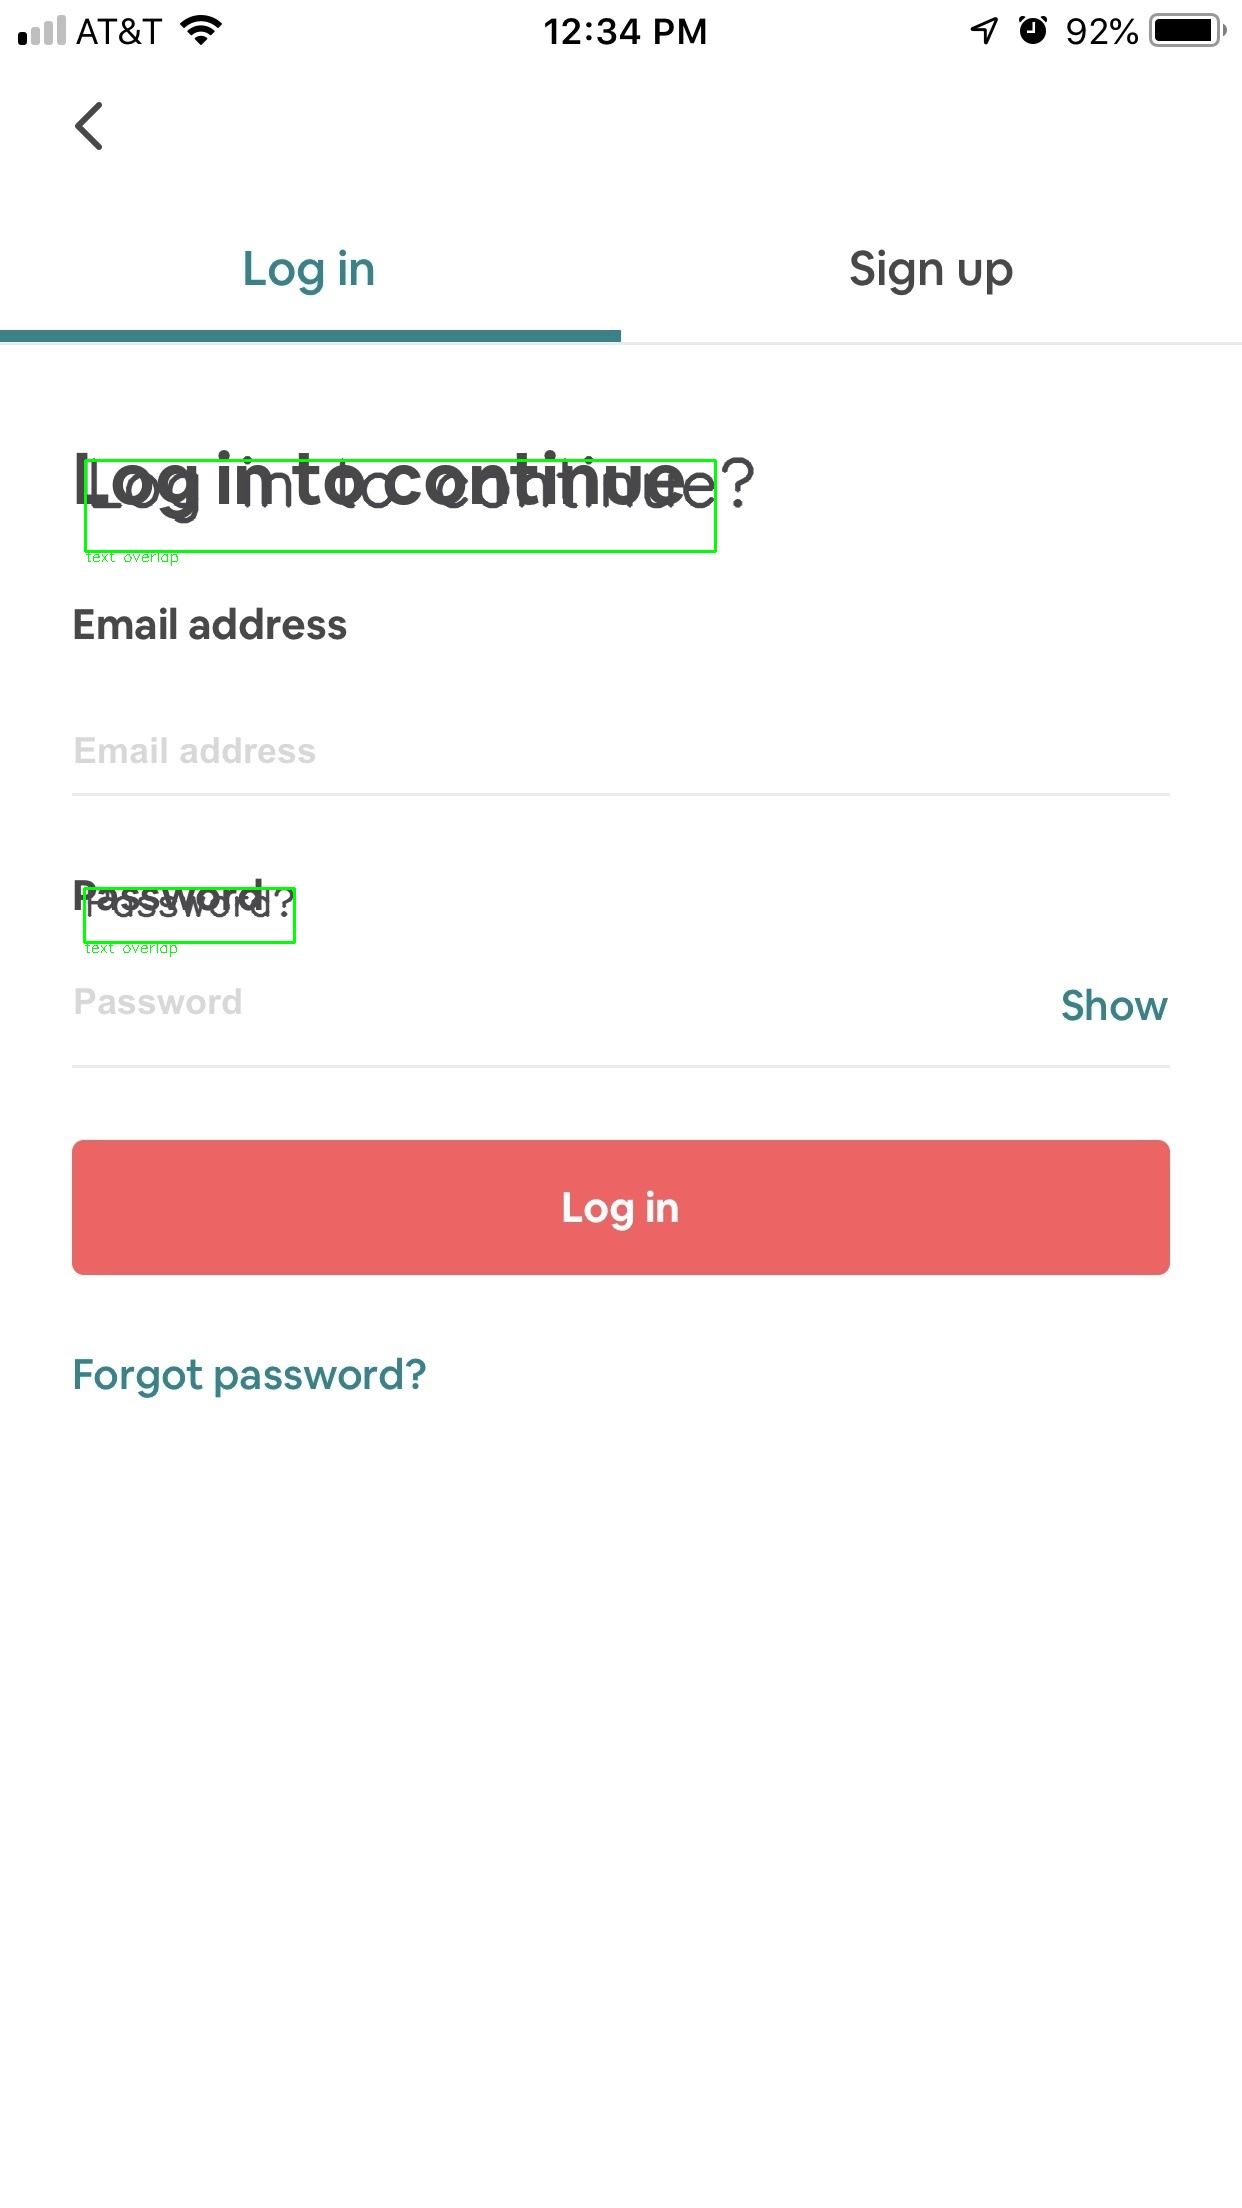 AT&T 12:34 PM 92%
Log in Sign up
Log in to continue
Log in to continue?
text overlap
Email address
Email address
Password
Password?
text overlap
Password Show
Log in
Forgot password?